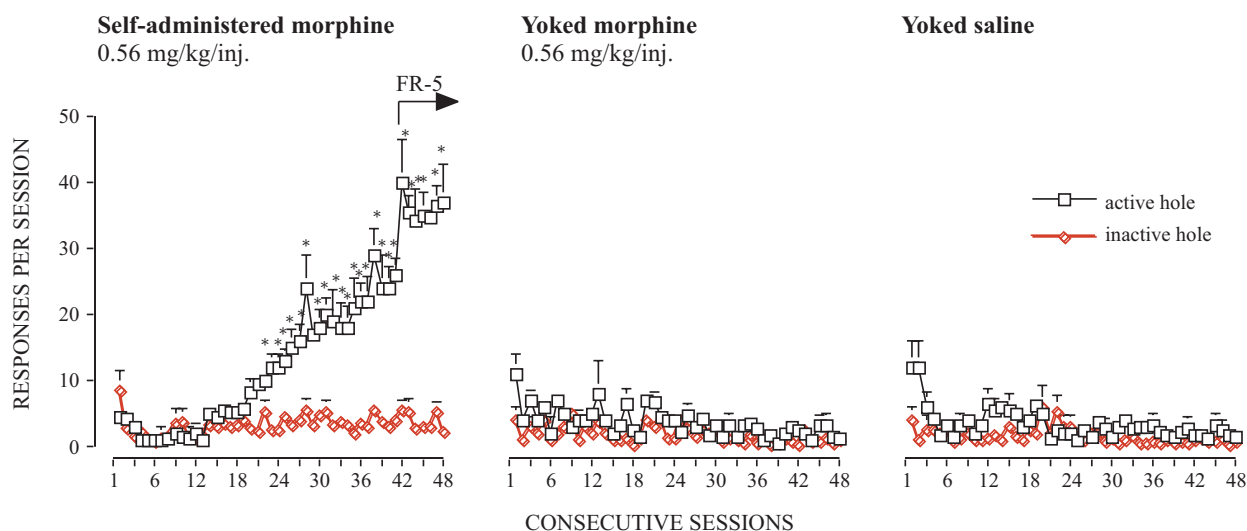 Self-administered morphine
0.56 mg/kg/inj.
Yoked morphine
0.56 mg/kg/inj.
Yoked saline
FR-5
RESPONSES PER SESSION
50
40
30
20
10
0
* * * * * * * * * * * * * * * * * * * * * * * * *
active hole
inactive hole
1 6 12 18 24 30 36 42 48
1 6 12 18 24 30 36 42 48
1 6 12 18 24 30 36 42 48
CONSECUTIVE SESSIONS